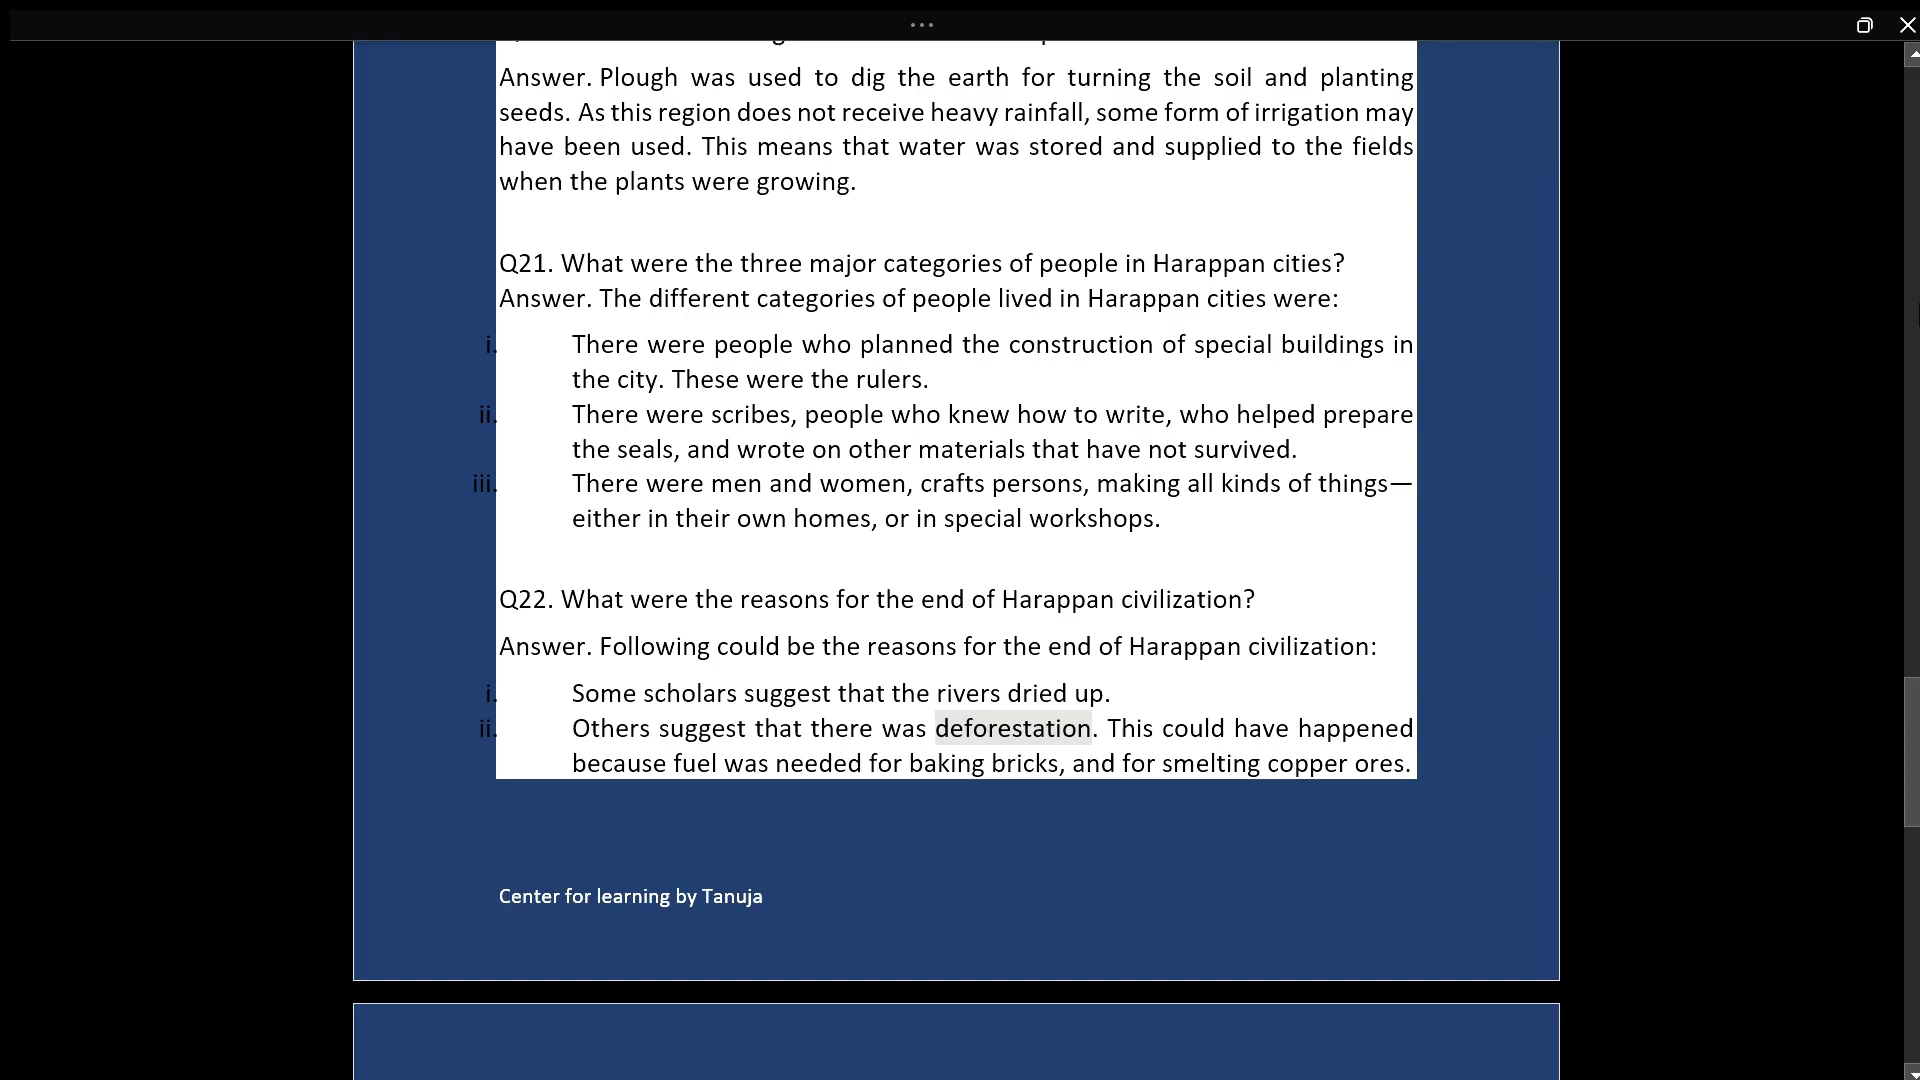 Answer. Plough was used to dig the earth for turning the soil and planting
seeds. As this region does not receive heavy rainfall, some form of irrigation may
have been used. This means that water was stored and supplied to the fields
when the plants were growing.
Q21. What were the three major categories of people in Harappan cities?
Answer. The different categories of people lived in Harappan cities were:
i. There were people who planned the construction of special buildings in
the city. These were the rulers.
ii. There were scribes, people who knew how to write, who helped prepare
the seals, and wrote on other materials that have not survived.
iii. There were men and women, crafts persons, making all kinds of things—
either in their own homes, or in special workshops.
Q22. What were the reasons for the end of Harappan civilization?
Answer. Following could be the reasons for the end of Harappan civilization:
i. Some scholars suggest that the rivers dried up.
ii. Others suggest that there was deforestation. This could have happened
because fuel was needed for baking bricks, and for smelting copper ores.
Center for learning by Tanuja